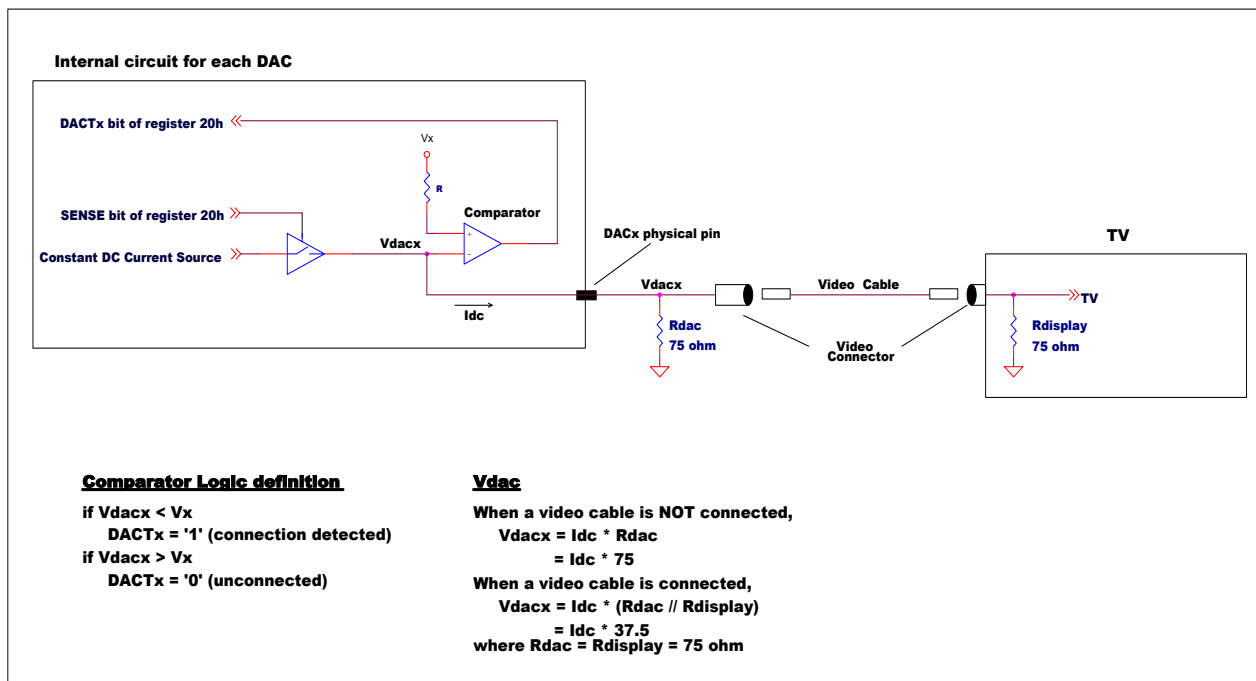 Internal circuit for each DAC
DACTx bit of register 20h
Vx
R
SENSE bit of register 20h
Comparator
+
-
Constant DC Current Source
Vdacx
Idc
DACx physical pin
Vdacx
Rdac
75 ohm
Video Cable
Video
Connector
TV
TV
Rdisplay
75 ohm
Comparator Logic definition
if Vdacx < Vx
DACTx = '1' (connection detected)
if Vdacx > Vx
DACTx = '0' (unconnected)
Vdac
When a video cable is NOT connected,
Vdacx = Idc * Rdac
= Idc * 75
When a video cable is connected,
Vdacx = Idc * (Rdac // Rdisplay)
= Idc * 37.5
where Rdac = Rdisplay = 75 ohm